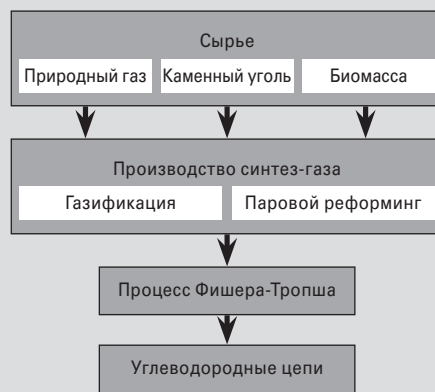 Сырье
Природный газ Каменный уголь Биомасса
Производство синтез-газа
Газификация Паровой реформинг
Процесс Фишера-Тропша
Углеводородные цепи